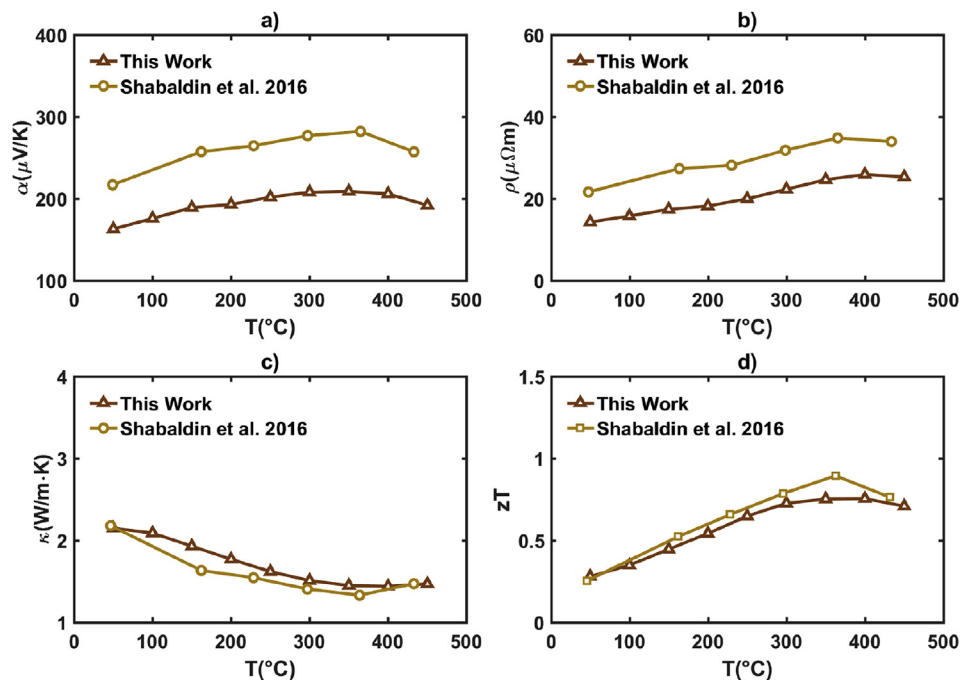 a)
400
300
200
100
α(μV/K)
This Work
Shabaldin et al. 2016
0 100 200 300 400 500
T(°C)
b)
60
40
20
0
ρ(μΩm)
This Work
Shabaldin et al. 2016
0 100 200 300 400 500
T(°C)
c)
4
3
2
1
κ(W/m·K)
This Work
Shabaldin et al. 2016
0 100 200 300 400 500
T(°C)
d)
1.5
1
0.5
0
zT
This Work
Shabaldin et al. 2016
0 100 200 300 400 500
T(°C)